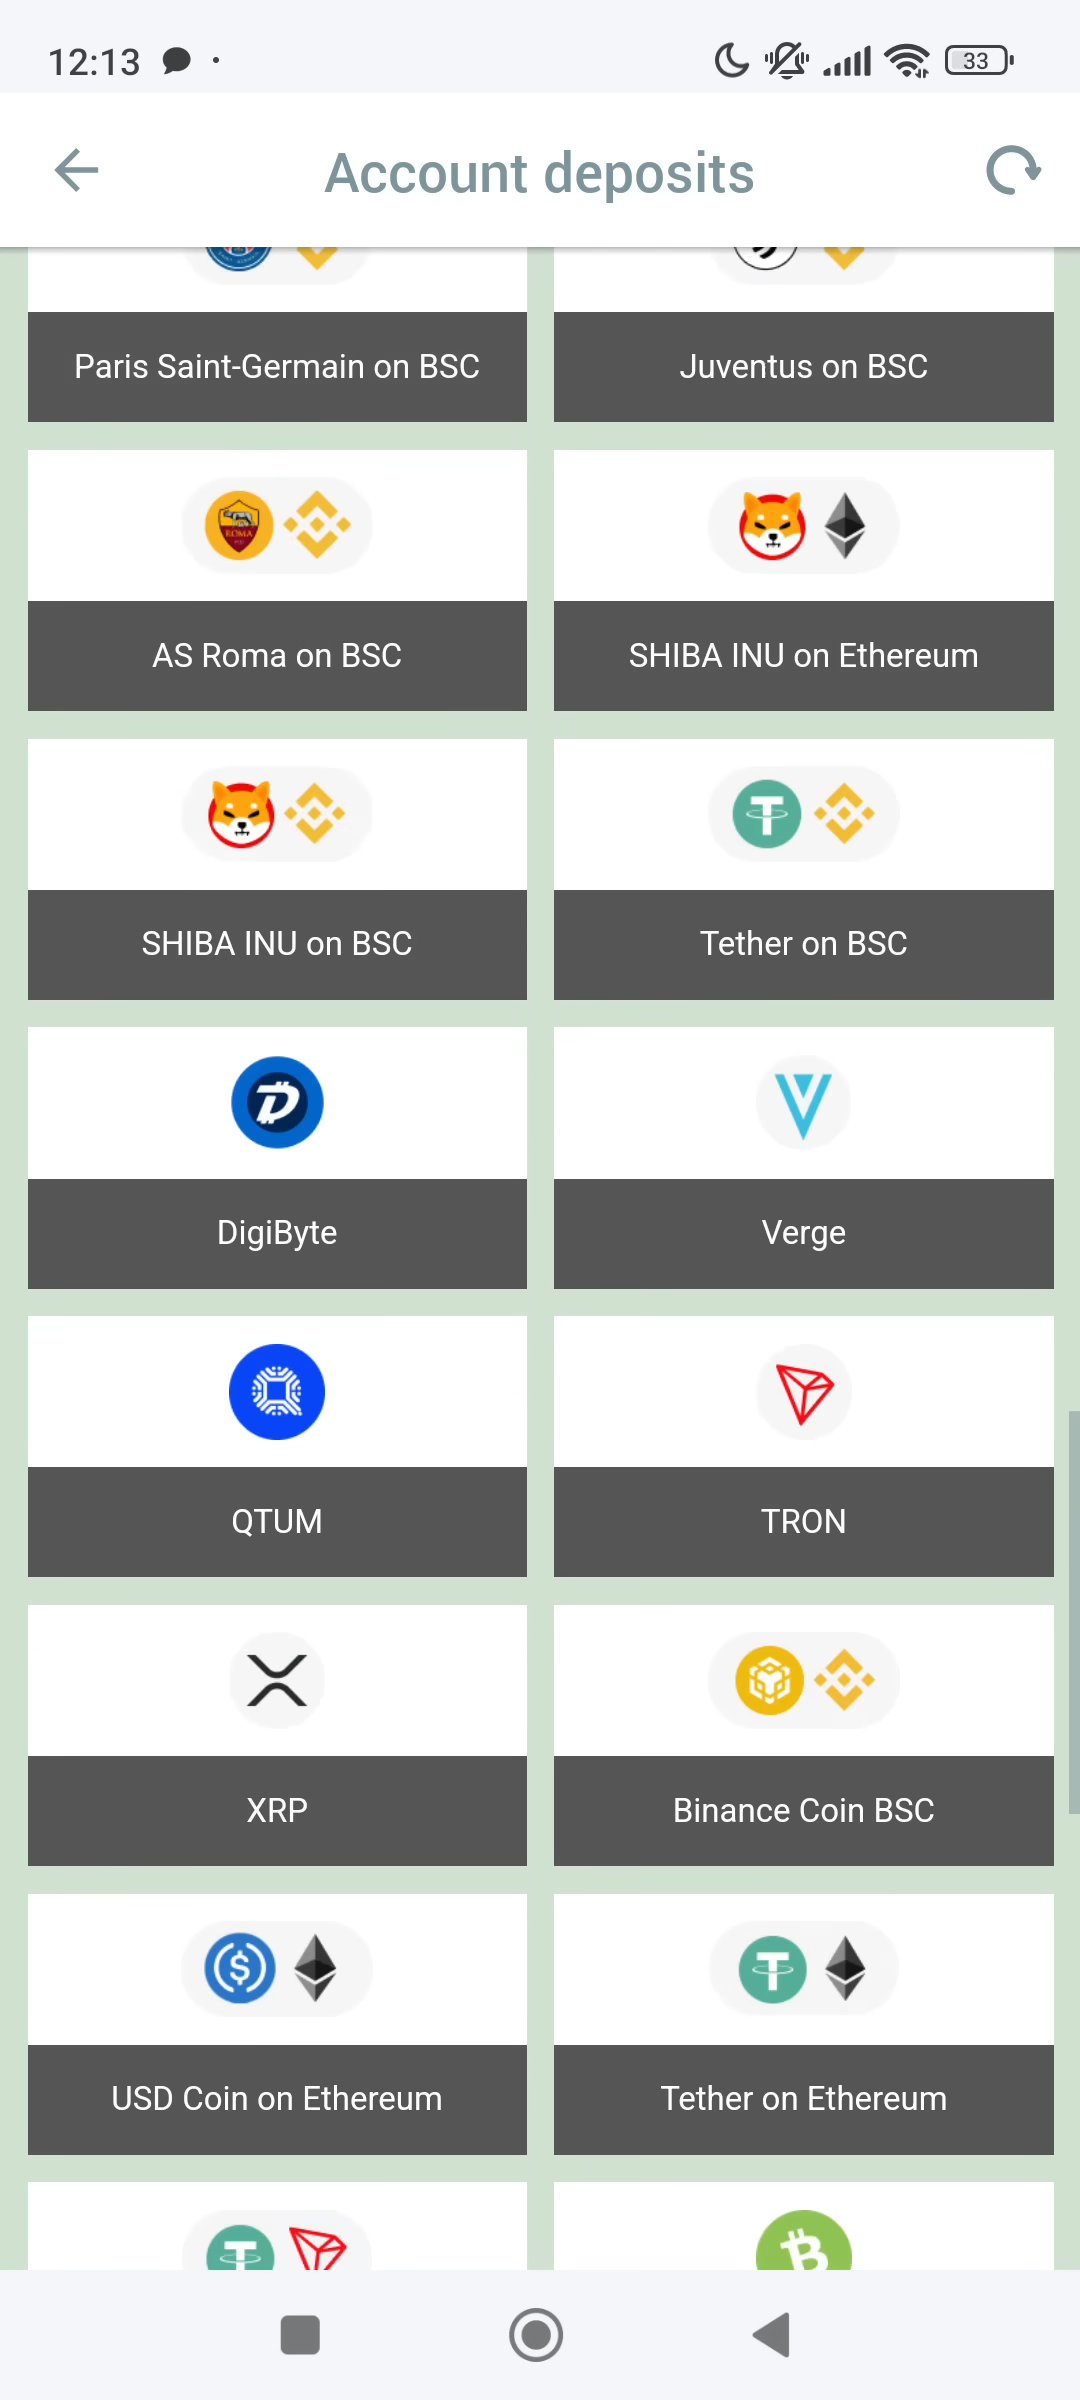 12:13
33
Account deposits
Paris Saint-Germain on BSC
Juventus on BSC
ROMA
AS Roma on BSC
SHIBA INU on Ethereum
SHIBA INU on BSC
Tether on BSC
DigiByte
Verge
QTUM
TRON
XRP
Binance Coin BSC
USD Coin on Ethereum
Tether on Ethereum